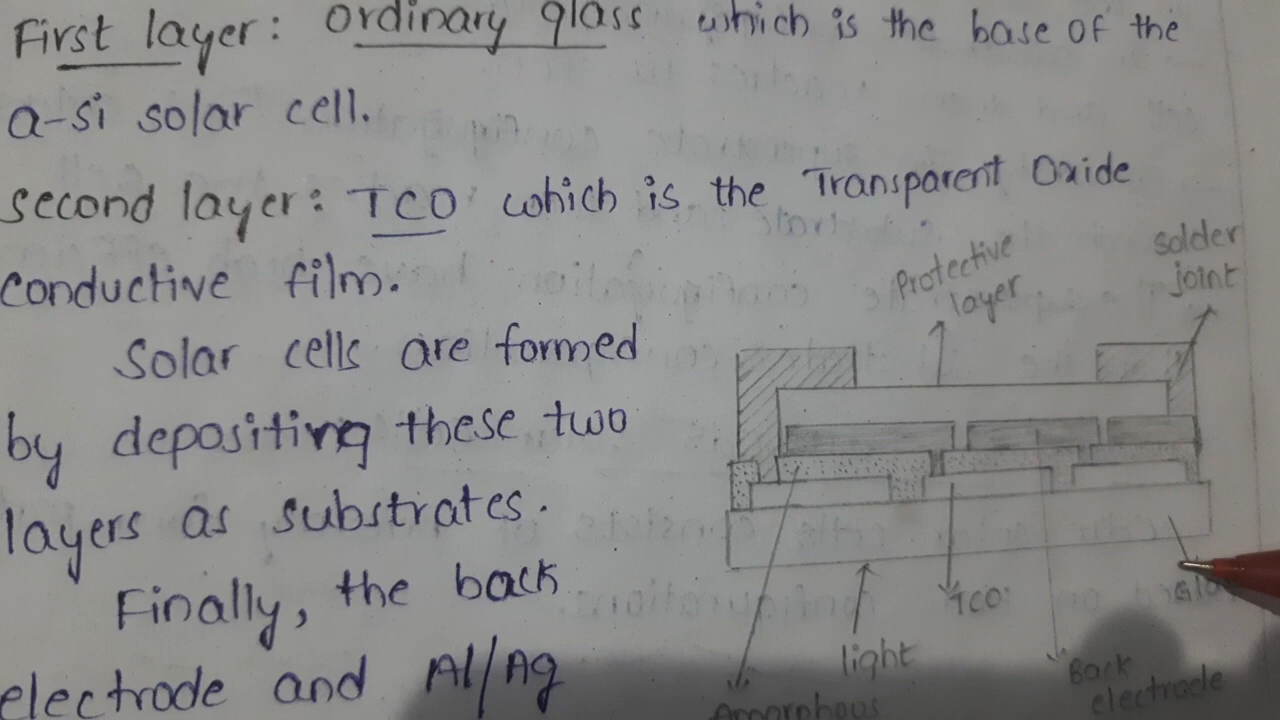 First layer: ordinary glass which is the base of the
a-si solar cell.
second layer: TCO which is the Transparent Oxide
conductive film.
Solar cells are formed
by depositing these two
layers as substrates.
Finally, the back
electrode and Al/Ag
Protective
layer
solder
joint
TCO
light
Back
electrode
Amorphous